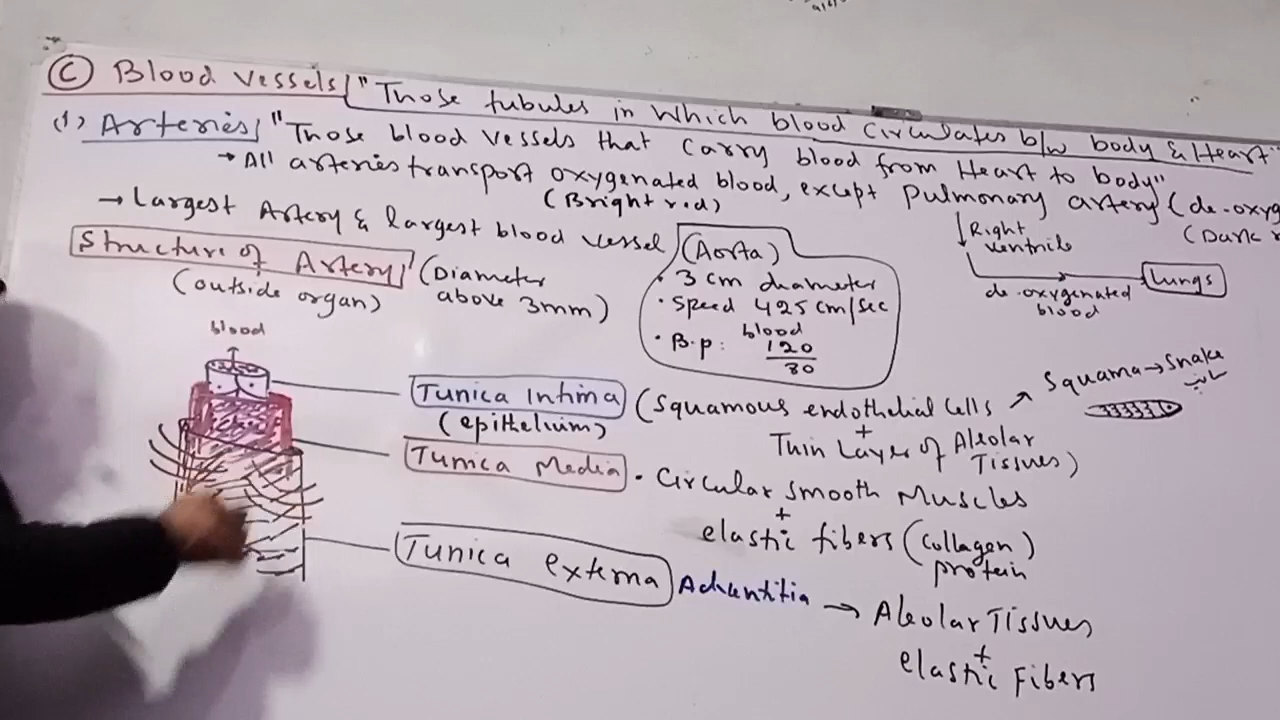 C Blood Vessels "Those tubules in which blood circulates b/w body & Heart"
(1) Arteries "Those blood vessels that carry blood from Heart to body"
→ All arteries transport oxygenated blood, except Pulmonary artery (de-oxyg
(Bright red)
(Dark r
→ Largest Artery & largest blood vessel (Aorta)
• 3 cm diameter
• Speed 425 cm/sec
blood
• B.p: 120
80
Right
ventrile
de-oxygenated
blood
Lungs
Structure of Artery (Diameter
above 3mm)
(outside organ)
blood
Tunica Intima (Squamous endothelial Cells
(epithelium)
+
Thin Layer of Aleolar
Tissues)
Squama → Snake
سانپ
Tunica Media • Circular smooth Muscles
+
elastic fibers (Collagen)
protein
Tunica externa Adventitia → Aleolar Tissues
+
elastic Fibers